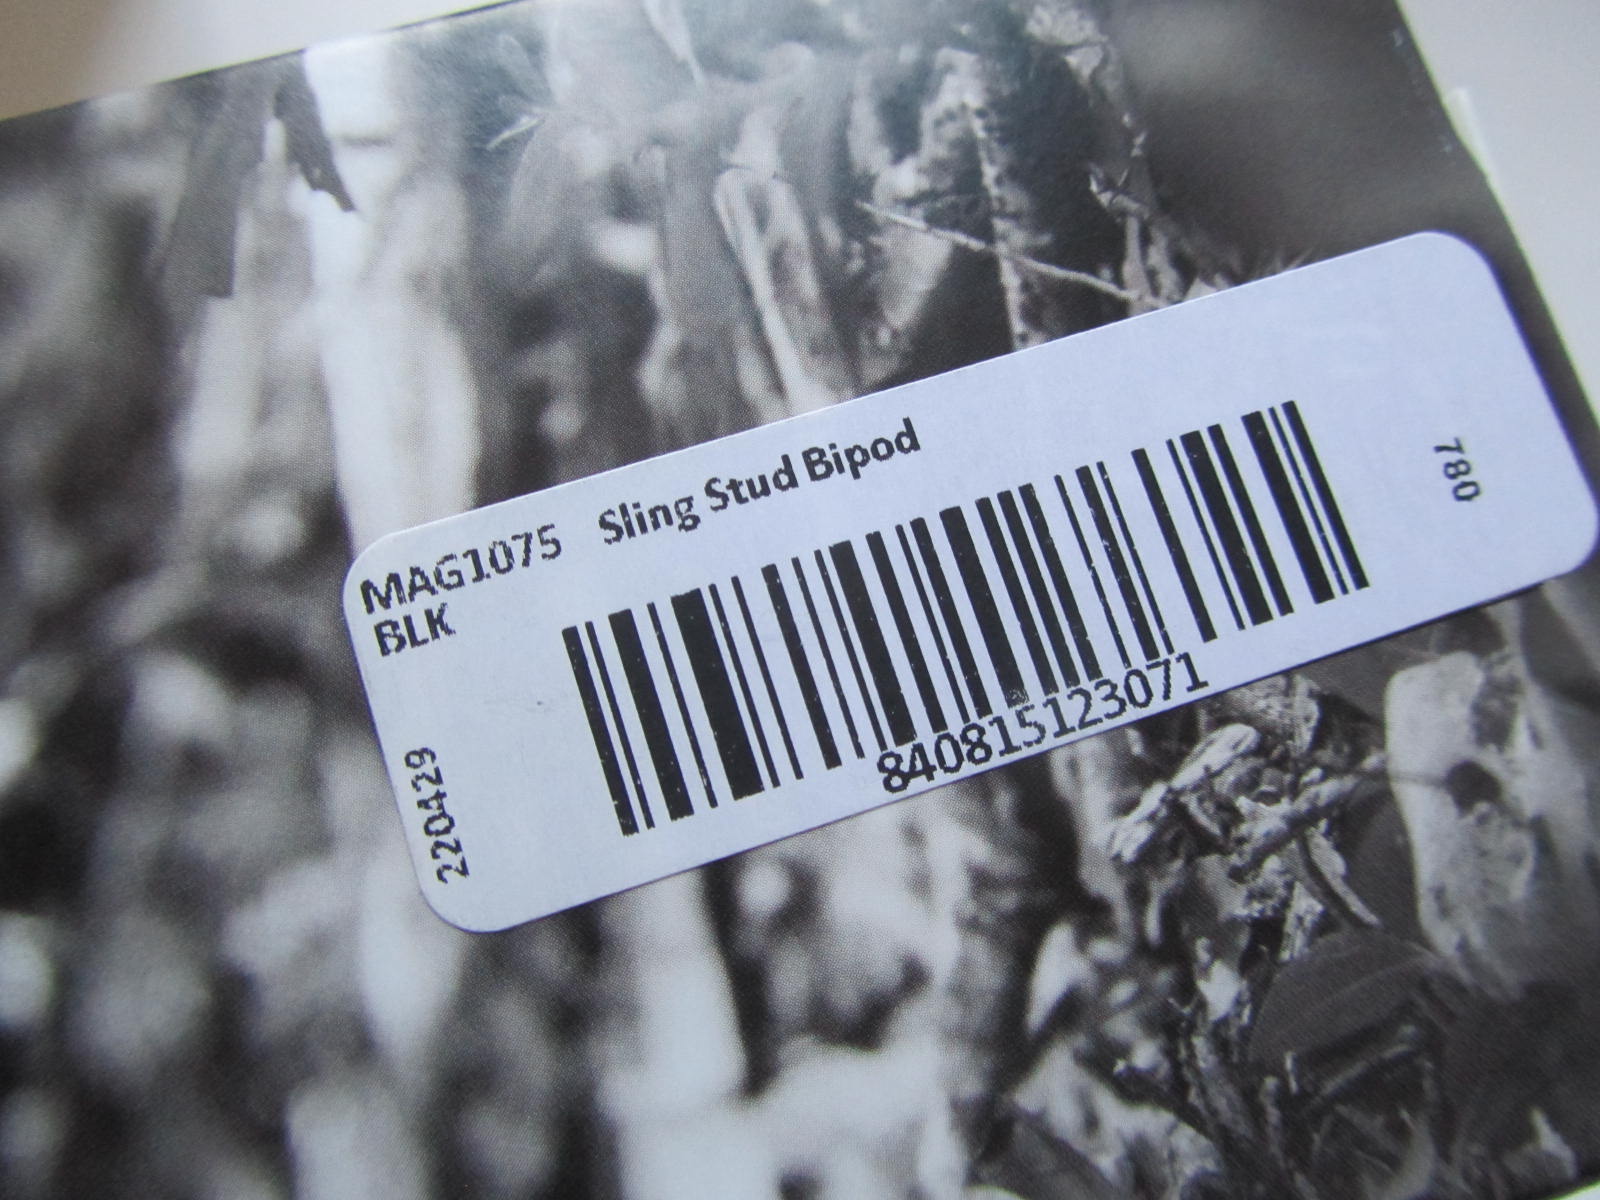 MAG1075 Sling Stud Bipod
BLK
220429
840815123071
780